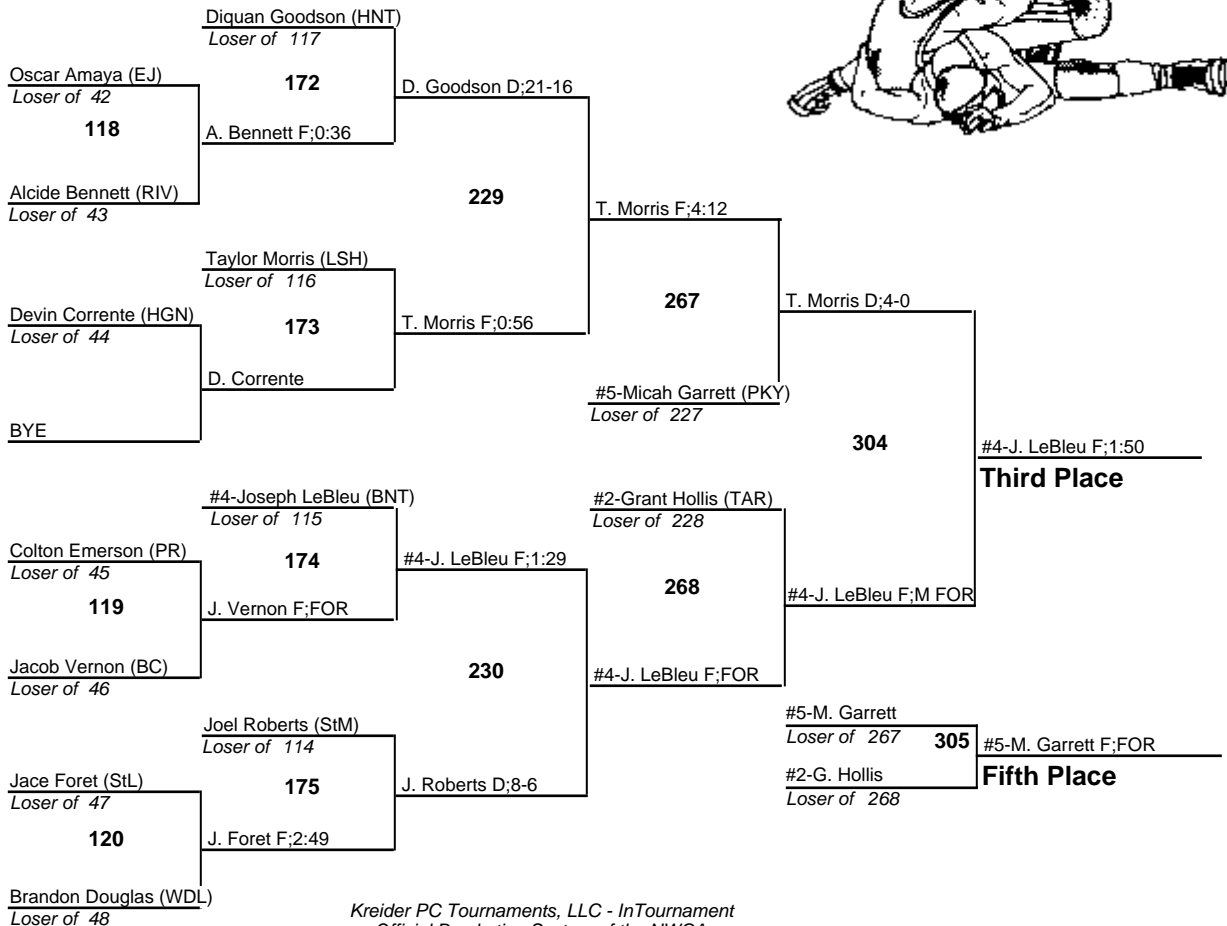 Diquan Goodson (HNT)
Loser of 117
Oscar Amaya (EJ)
Loser of 42
172
D. Goodson D;21-16
118
A. Bennett F;0:36
Alcide Bennett (RIV)
Loser of 43
229
T. Morris F;4:12
Taylor Morris (LSH)
Loser of 116
Devin Corrente (HGN)
Loser of 44
173
T. Morris F;0:56
267
T. Morris D;4-0
D. Corrente
#5-Micah Garrett (PKY)
Loser of 227
BYE
304
#4-J. LeBleu F;1:50
Third Place
#4-Joseph LeBleu (BNT)
Loser of 115
#2-Grant Hollis (TAR)
Loser of 228
Colton Emerson (PR)
Loser of 45
174
#4-J. LeBleu F;1:29
119
J. Vernon F;FOR
268
#4-J. LeBleu F;M FOR
Jacob Vernon (BC)
Loser of 46
230
#4-J. LeBleu F;FOR
Joel Roberts (StM)
Loser of 114
#5-M. Garrett
Loser of 267
305
#5-M. Garrett F;FOR
Fifth Place
#2-G. Hollis
Loser of 268
Jace Foret (StL)
Loser of 47
175
J. Roberts D;8-6
120
J. Foret F;2:49
Brandon Douglas (WDL)
Loser of 48
Kreider PC Tournaments, LLC - InTournament